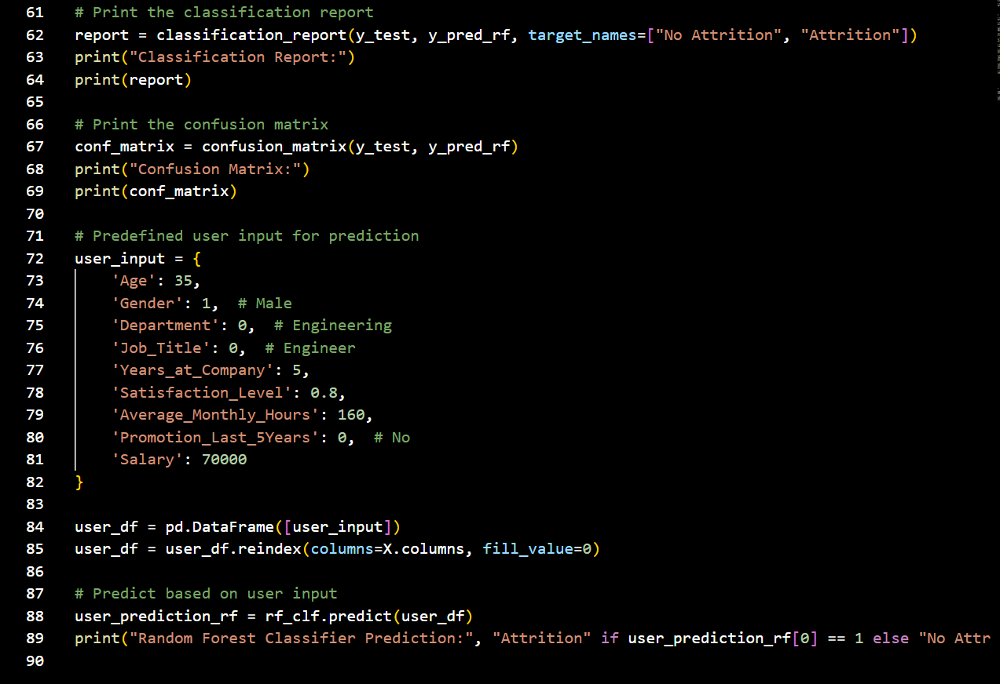 61 # Print the classification report
62 report = classification_report(y_test, y_pred_rf, target_names=["No Attrition", "Attrition"])
63 print("Classification Report:")
64 print(report)
65
66 # Print the confusion matrix
67 conf_matrix = confusion_matrix(y_test, y_pred_rf)
68 print("Confusion Matrix:")
69 print(conf_matrix)
70
71 # Predefined user input for prediction
72 user_input = {
73     'Age': 35,
74     'Gender': 1,  # Male
75     'Department': 0,  # Engineering
76     'Job_Title': 0,  # Engineer
77     'Years_at_Company': 5,
78     'Satisfaction_Level': 0.8,
79     'Average_Monthly_Hours': 160,
80     'Promotion_Last_5Years': 0,  # No
81     'Salary': 70000
82 }
83
84 user_df = pd.DataFrame([user_input])
85 user_df = user_df.reindex(columns=X.columns, fill_value=0)
86
87 # Predict based on user input
88 user_prediction_rf = rf_clf.predict(user_df)
89 print("Random Forest Classifier Prediction:", "Attrition" if user_prediction_rf[0] == 1 else "No Attr
90